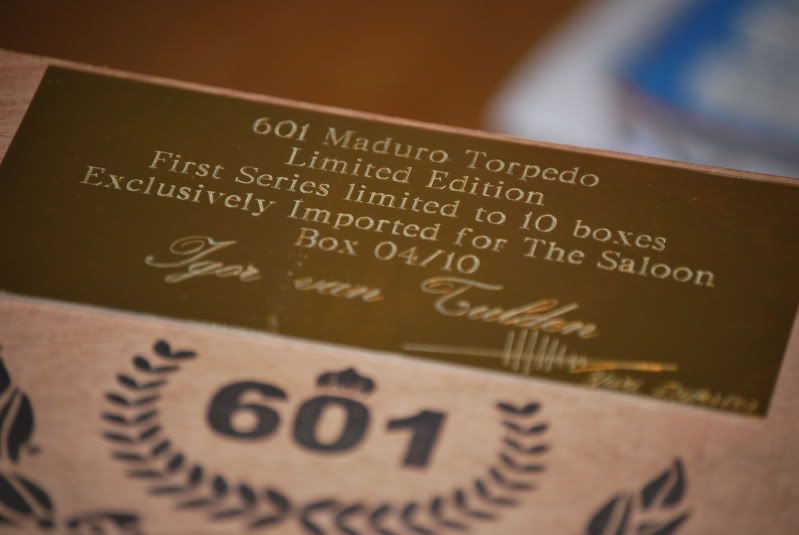 601 Maduro Torpedo
Limited Edition
First Series limited to 10 boxes
Exclusively Imported for The Saloon
Box 04/10
Igor van Tulden
601